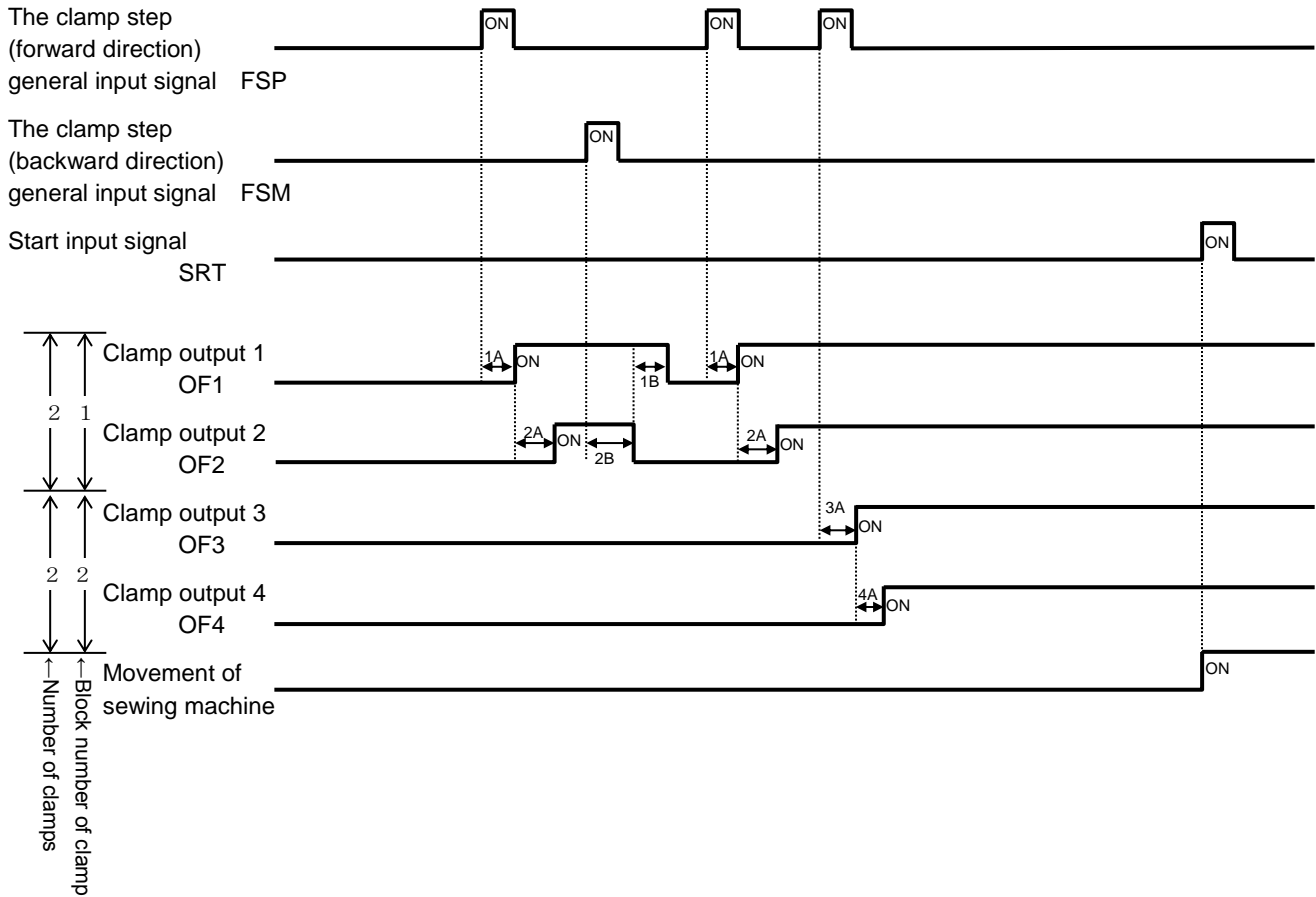 The clamp step
(forward direction)
general input signal FSP
ON
ON
ON
The clamp step
(backward direction)
general input signal FSM
ON
Start input signal
SRT
ON
Clamp output 1
OF1
1A
ON
1B
1A
ON
2
1
Clamp output 2
OF2
2A
ON
2B
2A
ON
Clamp output 3
OF3
3A
ON
2
2
Clamp output 4
OF4
4A
ON
Movement of
sewing machine
ON
←Number of clamps
←Block number of clamp